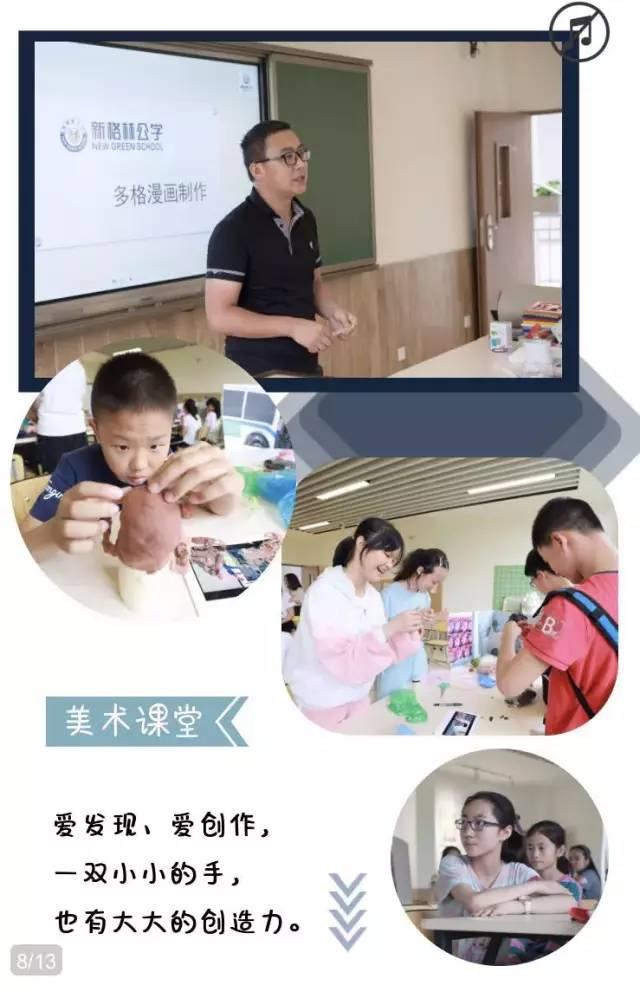 新格林公学
NEW GREEN SCHOOL
多格漫画制作
美术课堂
爱发现、爱创作，
一双小小的手，
也有大大的创造力。
8/13